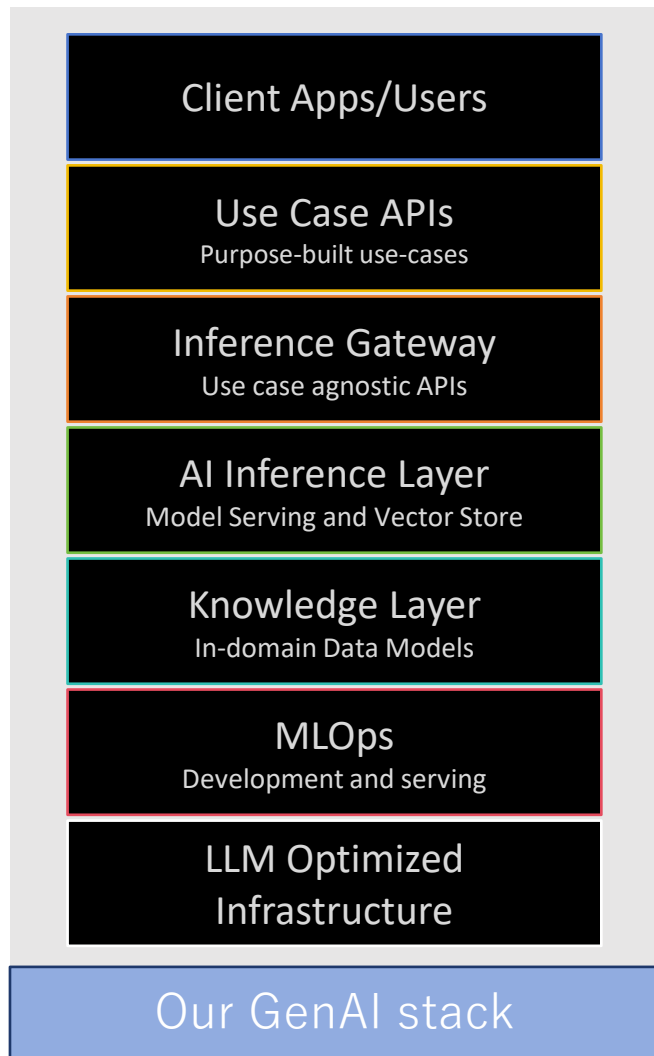 Client Apps/Users
Use Case APIs
Purpose-built use-cases
Inference Gateway
Use case agnostic APIs
AI Inference Layer
Model Serving and Vector Store
Knowledge Layer
In-domain Data Models
MLOps
Development and serving
LLM Optimized
Infrastructure
Our GenAI stack